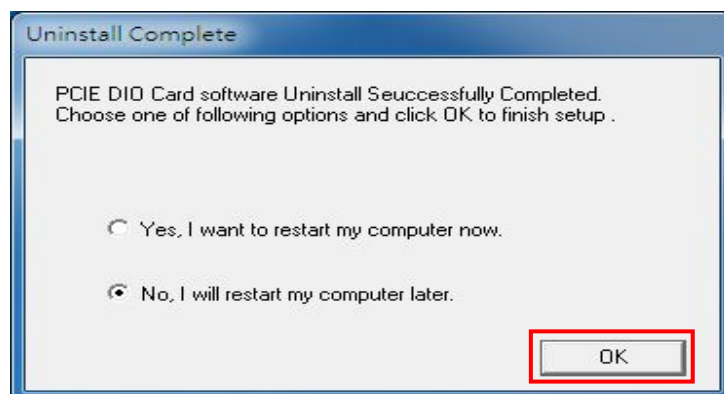 Uninstall Complete
PCIE DIO Card software Uninstall Seuccessfully Completed.
Choose one of following options and click OK to finish setup .
Yes, I want to restart my computer now.
No, I will restart my computer later.
OK